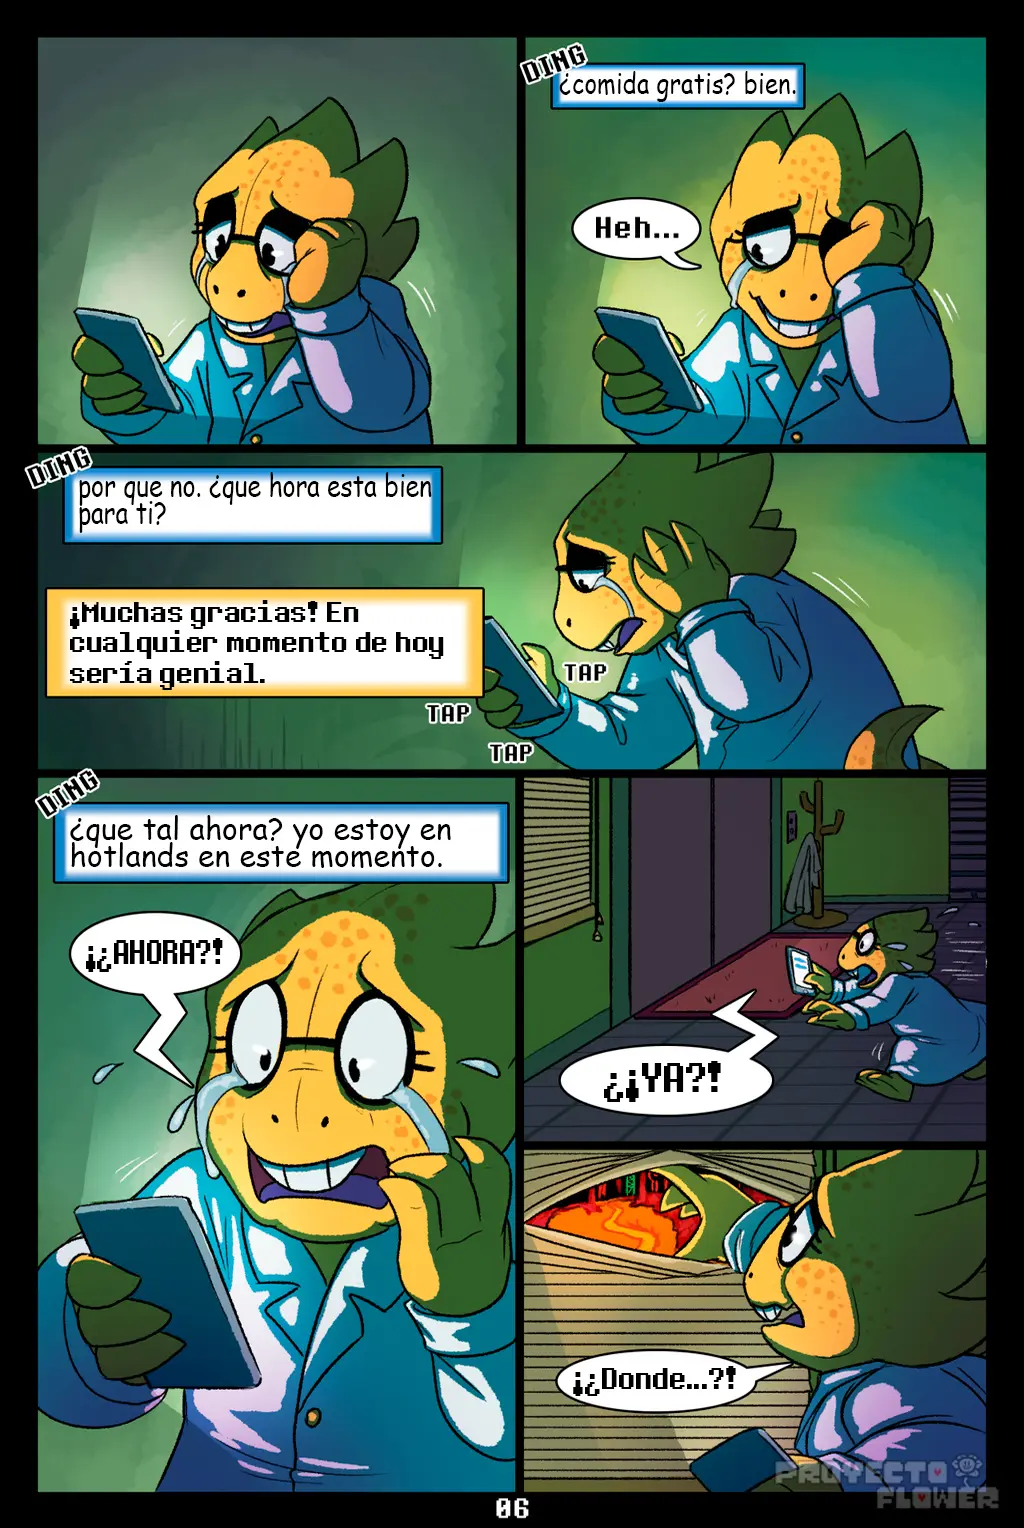 DING
¿comida gratis? bien.
Heh...
DING
por que no. ¿que hora esta bien
para ti?
¡Muchas gracias! En
cualquier momento de hoy
sería genial.
TAP
TAP
TAP
DING
¿que tal ahora? yo estoy en
hotlands en este momento.
¡¿AHORA?!
¿¡YA?!
¡¿Donde...?!
PROYECTO
FLOWER
06